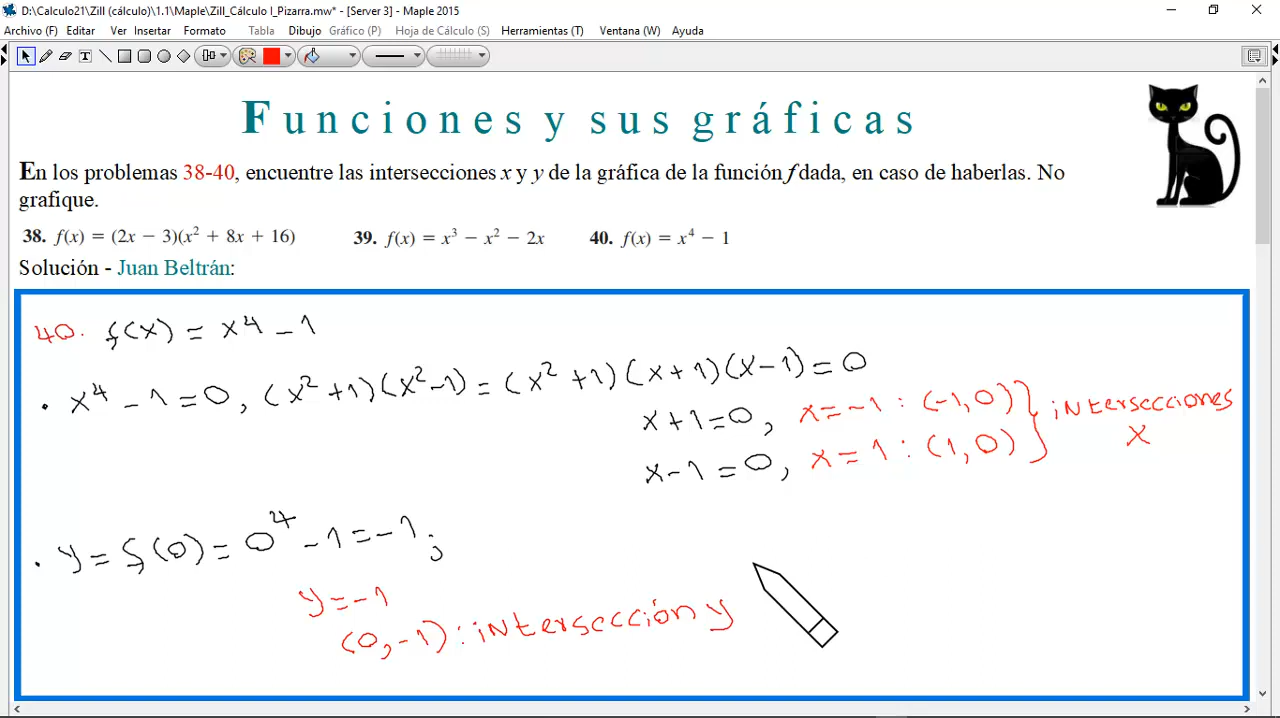 D:\Calculo21\Zill (cálculo)\1.1\Maple\Zill_Cálculo I_Pizarra.mw* - [Server 3] - Maple 2015
Archivo (F) Editar Ver Insertar Formato Tabla Dibujo Gráfico (P) Hoja de Cálculo (S) Herramientas (T) Ventana (W) Ayuda
T
Funciones y sus gráficas
En los problemas 38-40, encuentre las intersecciones x y y de la gráfica de la función f dada, en caso de haberlas. No
grafique.
38. f(x) = (2x − 3)(x² + 8x + 16) 39. f(x) = x³ − x² − 2x 40. f(x) = x⁴ − 1
Solución - Juan Beltrán:
40. f(x) = x⁴ - 1
• x⁴ - 1 = 0, (x² + 1)(x² - 1) = (x² + 1)(x + 1)(x - 1) = 0
x + 1 = 0, x = -1 : (-1, 0) } intersecciones
x - 1 = 0, x = 1 : (1, 0) x
• y = f(0) = 0⁴ - 1 = -1;
y = -1
(0, -1) : intersección y